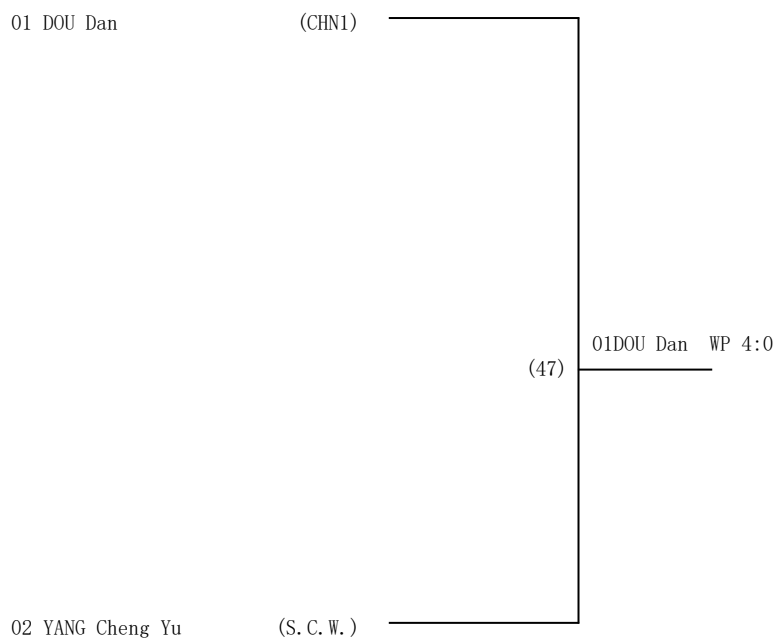 01 DOU Dan (CHN1)
01DOU Dan WP 4:0
(47)
02 YANG Cheng Yu (S.C.W.)